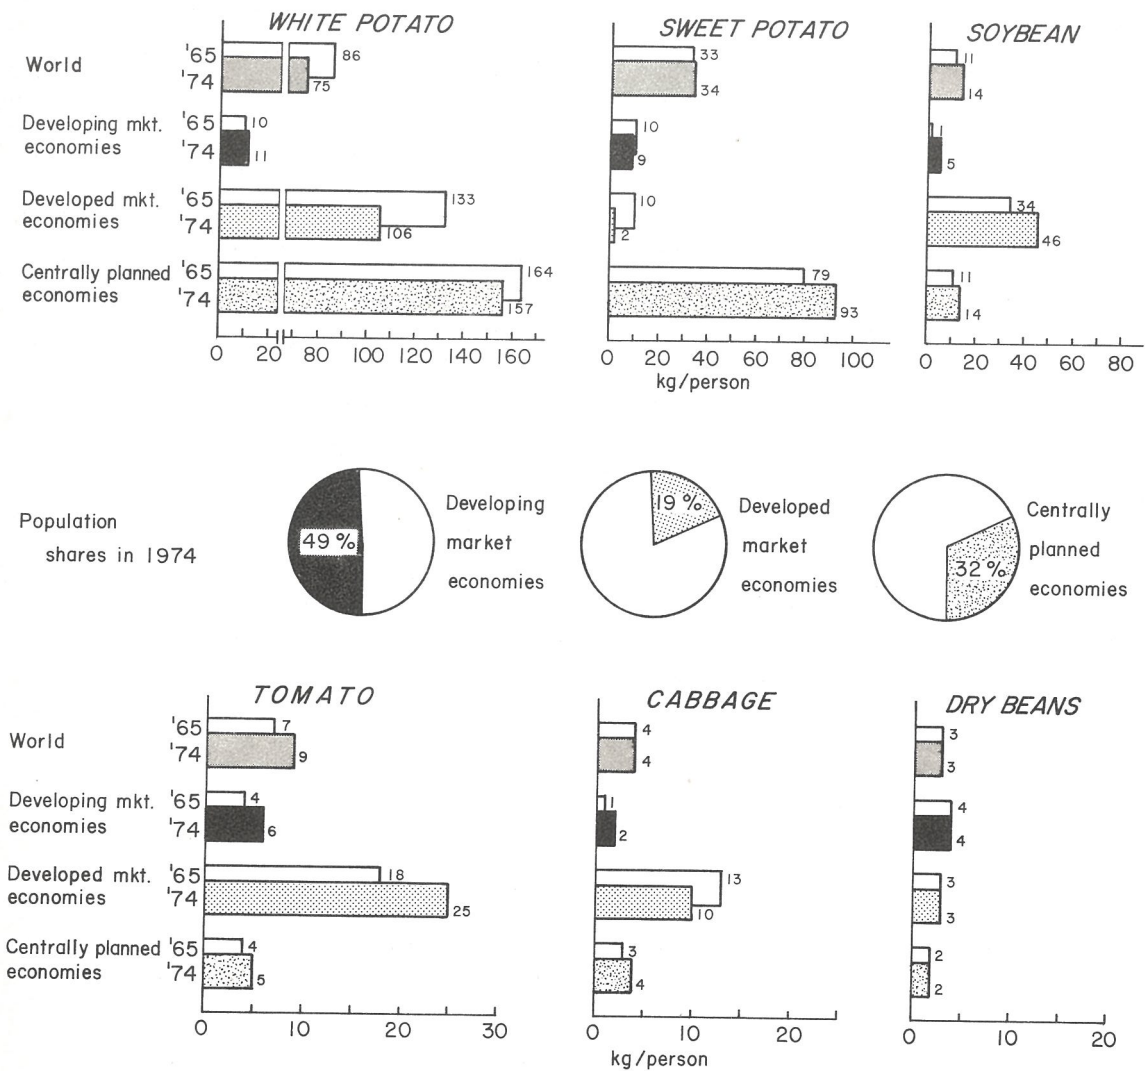 WHITE POTATO
World '65 86
'74 75
Developing mkt. '65 10
economies '74 11
Developed mkt. '65 133
economies '74 106
Centrally planned '65 164
economies '74 157
0 20 80 100 120 140 160
SWEET POTATO
33
34
10
9
10
2
79
93
0 20 40 60 80 100
kg/person
SOYBEAN
11
14
1
5
34
46
11
14
0 20 40 60 80
Population
shares in 1974
49 %
Developing
market
economies
19 %
Developed
market
economies
32 %
Centrally
planned
economies
TOMATO
World '65 7
'74 9
Developing mkt. '65 4
economies '74 6
Developed mkt. '65 18
economies '74 25
Centrally planned '65 4
economies '74 5
0 10 20 30
CABBAGE
4
4
1
2
13
10
3
4
0 10 20
kg/person
DRY BEANS
3
3
4
4
3
3
2
2
0 10 20